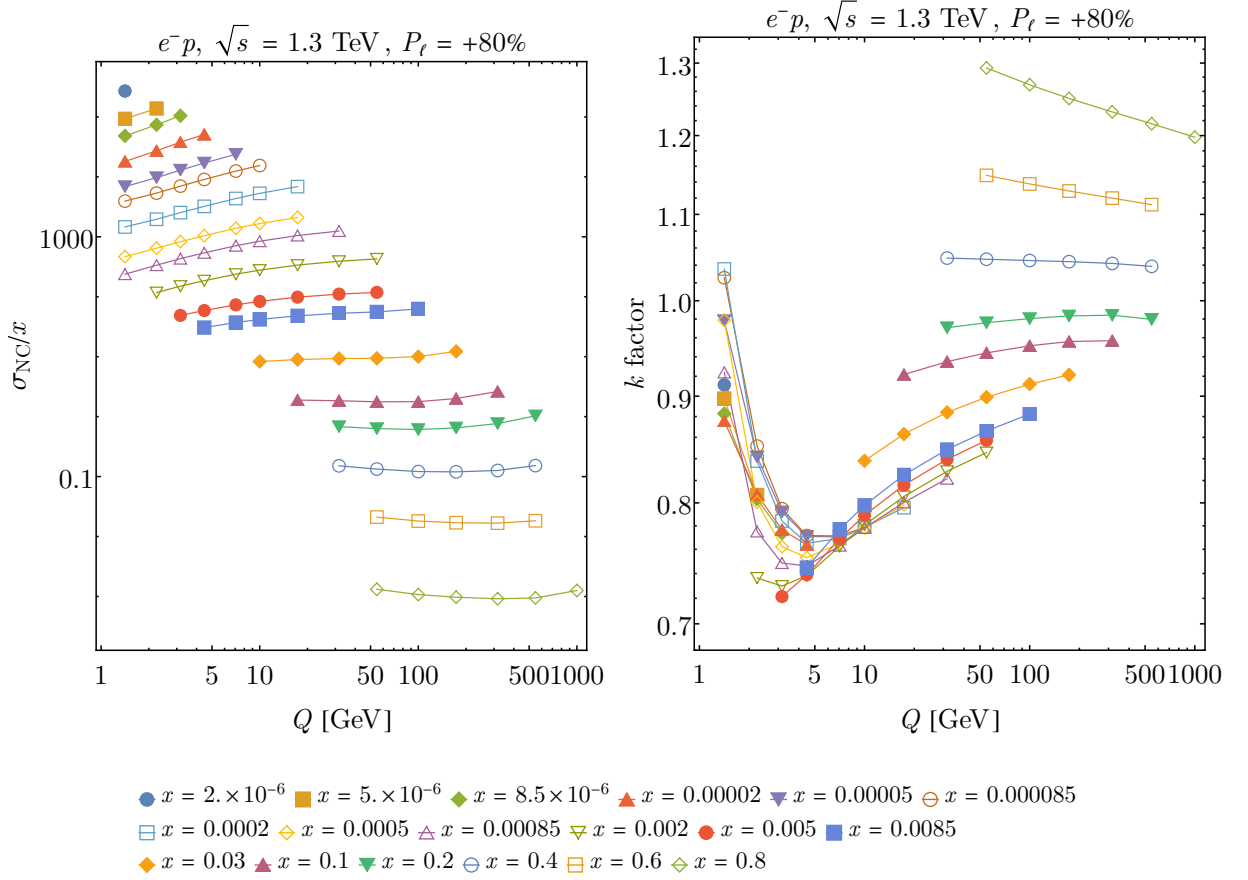 e⁻p, √s = 1.3 TeV, Pℓ = +80%
σNC/x
1000
0.1
1 5 10 50 100 5001000
Q [GeV]
e⁻p, √s = 1.3 TeV, Pℓ = +80%
k factor
1.3
1.2
1.1
1.0
0.9
0.8
0.7
1 5 10 50 100 5001000
Q [GeV]
x = 2.×10⁻⁶ x = 5.×10⁻⁶ x = 8.5×10⁻⁶ x = 0.00002 x = 0.00005 x = 0.000085
x = 0.0002 x = 0.0005 x = 0.00085 x = 0.002 x = 0.005 x = 0.0085
x = 0.03 x = 0.1 x = 0.2 x = 0.4 x = 0.6 x = 0.8